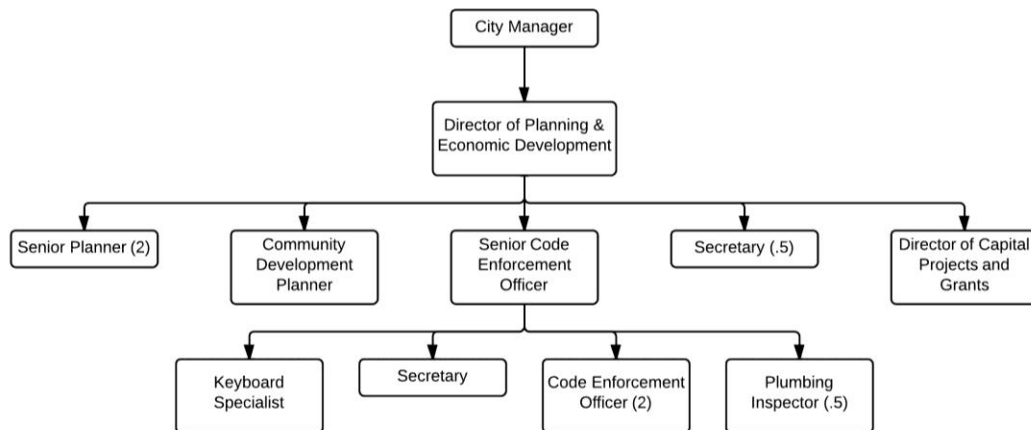 City Manager
Director of Planning &
Economic Development
Senior Planner (2)
Community
Development
Planner
Senior Code
Enforcement
Officer
Secretary (.5)
Director of Capital
Projects and
Grants
Keyboard
Specialist
Secretary
Code Enforcement
Officer (2)
Plumbing
Inspector (.5)